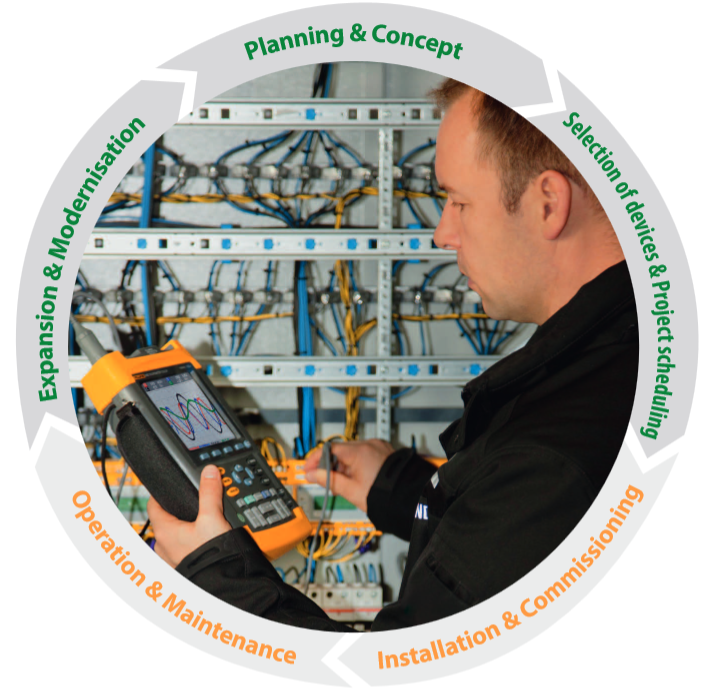 Planning & Concept
Selection of devices & Project scheduling
Installation & Commissioning
Operation & Maintenance
Expansion & Modernisation